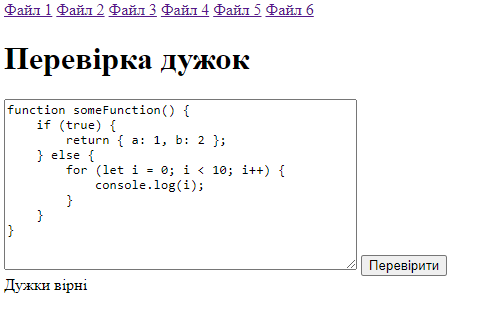 Файл 1 Файл 2 Файл 3 Файл 4 Файл 5 Файл 6
Перевірка дужок
function someFunction() {
    if (true) {
        return { a: 1, b: 2 };
    } else {
        for (let i = 0; i < 10; i++) {
            console.log(i);
        }
    }
}
Перевірити
Дужки вірні